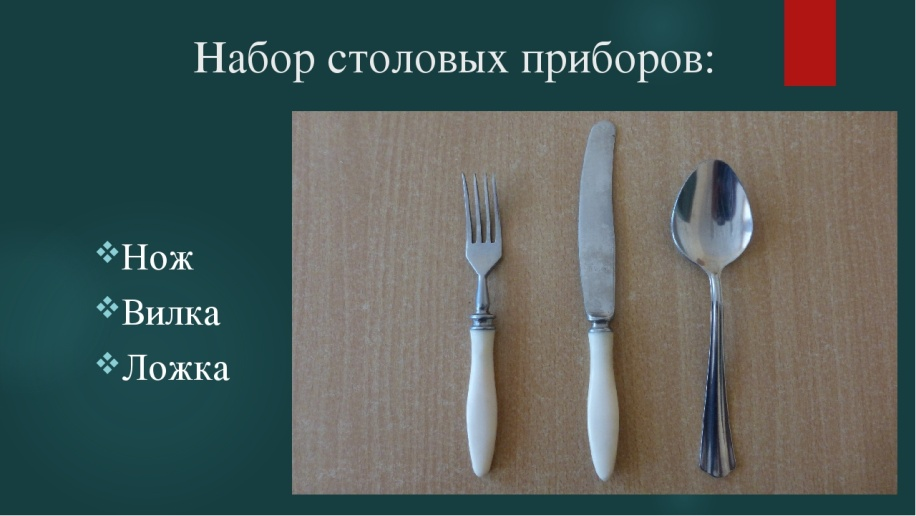 Набор столовых приборов:
Нож
Вилка
Ложка